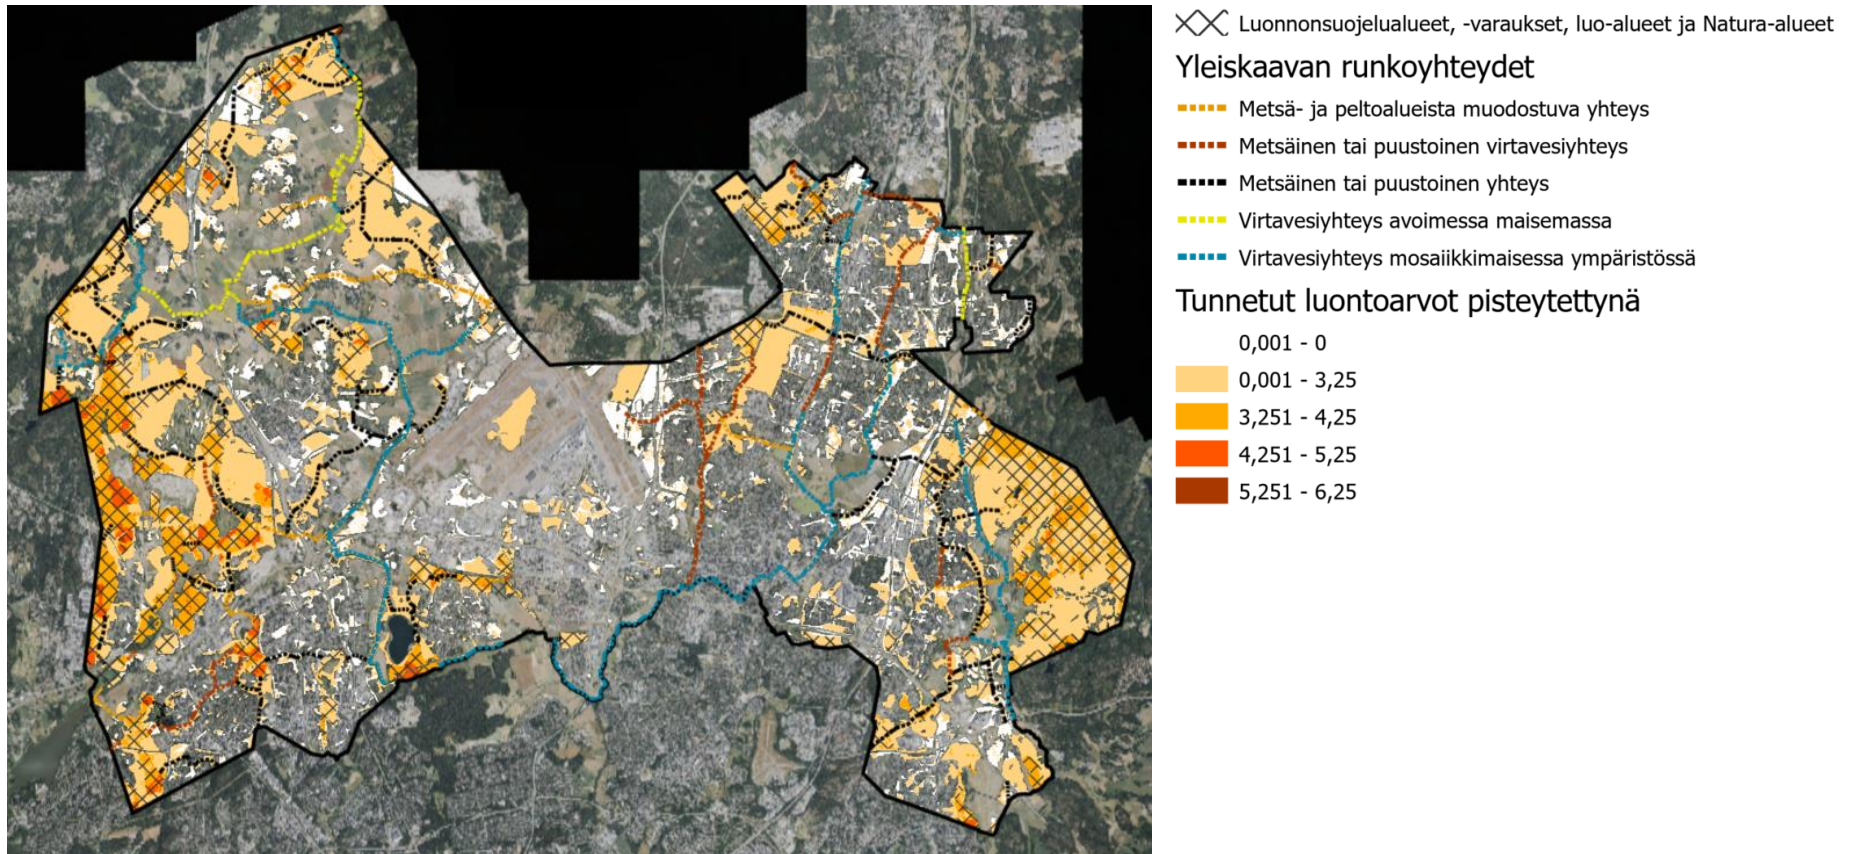 Luonnonsuojelualueet, -varaukset, luo-alueet ja Natura-alueet
Yleiskaavan runkoyhteydet
Metsä- ja peltoalueista muodostuva yhteys
Metsäinen tai puustoinen virtavesiyhteys
Metsäinen tai puustoinen yhteys
Virtavesiyhteys avoimessa maisemassa
Virtavesiyhteys mosaiikkimaisessa ympäristössä
Tunnetut luontoarvot pisteytettynä
0,001 - 0
0,001 - 3,25
3,251 - 4,25
4,251 - 5,25
5,251 - 6,25